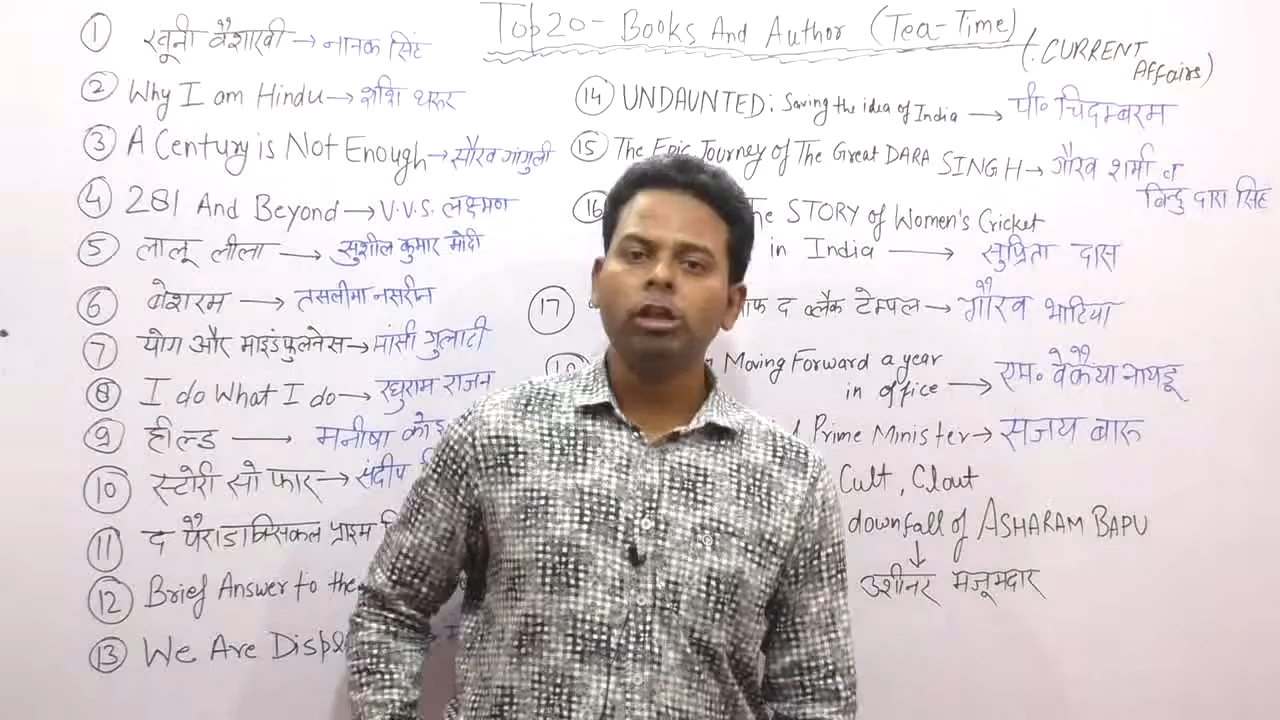 Top 20- Books And Author (Tea-Time)
(. CURRENT Affairs)
① खूनी वैशाखी → नानक सिंह
② Why I am Hindu → शशि थरूर
③ A Century is Not Enough → सौरव गांगुली
④ 281 And Beyond → V.V.S. लक्ष्मण
⑤ लालू लीला → सुशील कुमार मोदी
⑥ बेशरम → तसलीमा नसरीन
⑦ योग और माइंडफुलनेस → मांसी गुलाटी
⑧ I do What I do → रघुराम राजन
⑨ हील्ड — मनीषा
⑩ स्टोरी सो फार → संदीप
⑪ द पैराडाक्सिकल प्राइम
⑫ Brief Answer to the
⑬ We Are
⑭ UNDAUNTED: Saving the idea of India → पी० चिदम्बरम
⑮ The Epic Journey of The Great DARA SINGH → गौरव शर्मा व
बिन्दु दारा सिंह
⑯ STORY of Women's Cricket
in India → सुप्रिता दास
⑰ द ब्लैक टेम्पल → गौरव भाटिया
Moving Forward a year
in office → एम० वेंकैया नायडू
Prime Minister → संजय बारू
Cult, Clout
downfall of ASHARAM BAPU
↓
उशीनर मजूमदार